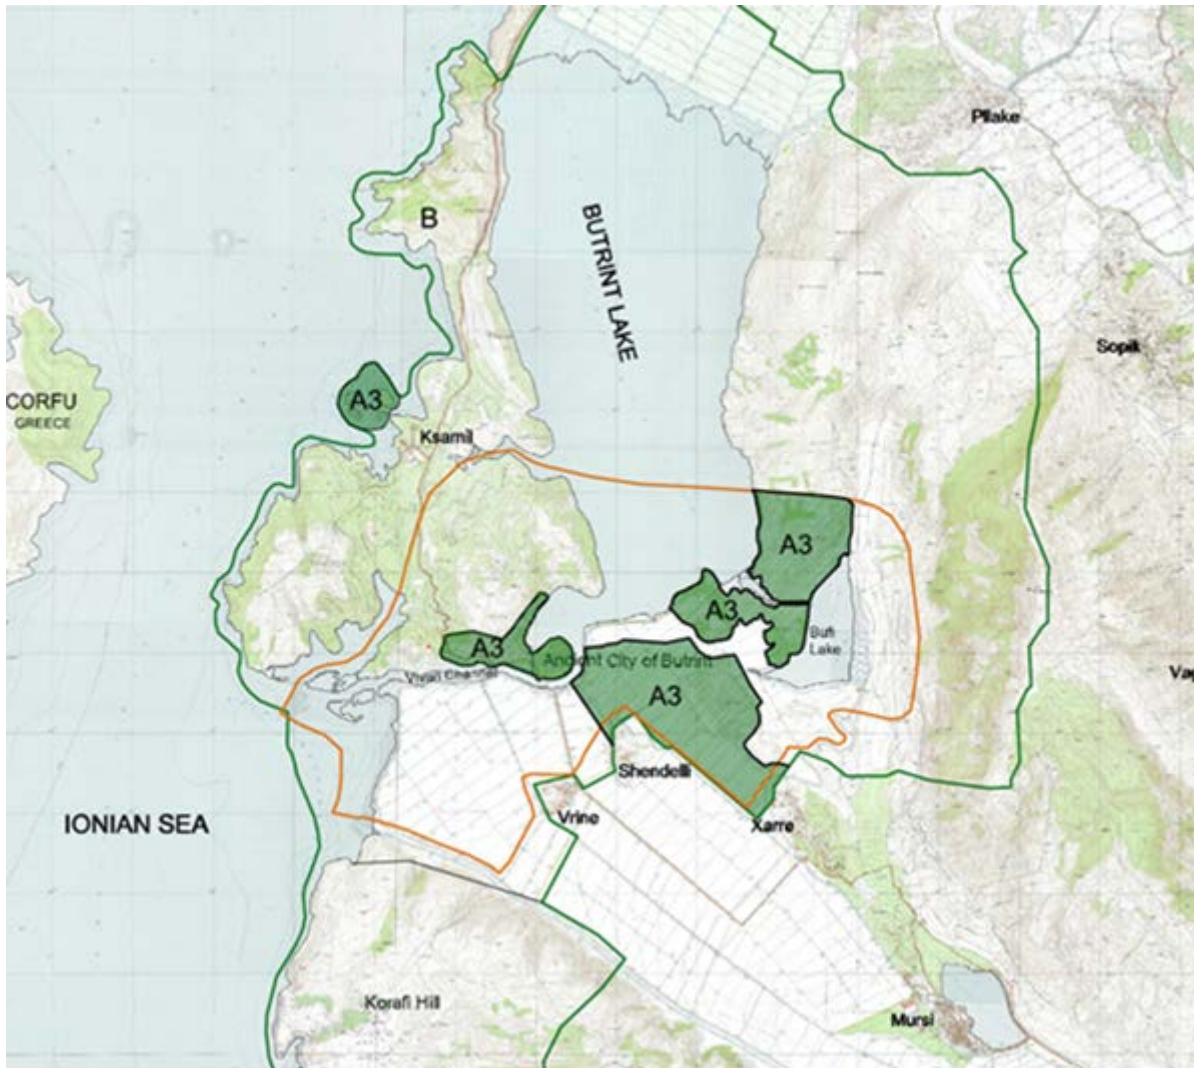 Pllake
B
BUTRINT LAKE
Sopik
CORFU
GREECE
A3
Ksamil
A3
A3
Bufi
Lake
A3
Ancient City of Butrint
Vivari Channel
A3
Shendelli
IONIAN SEA
Vrine
Xarre
Korafi Hill
Mursi